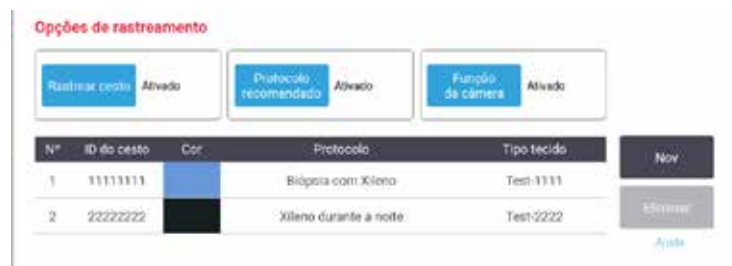 Opções de rastreamento
Rastrear cesto Ativado
Protocolo recomendado Ativado
Função da câmera Ativado
Nº ID do cesto Cor Protocolo Tipo tecido
1 11111111 Biópsia com Xileno Test-1111
2 22222222 Xileno durante a noite Test-2222
Nov
Eliminar
Ajuda